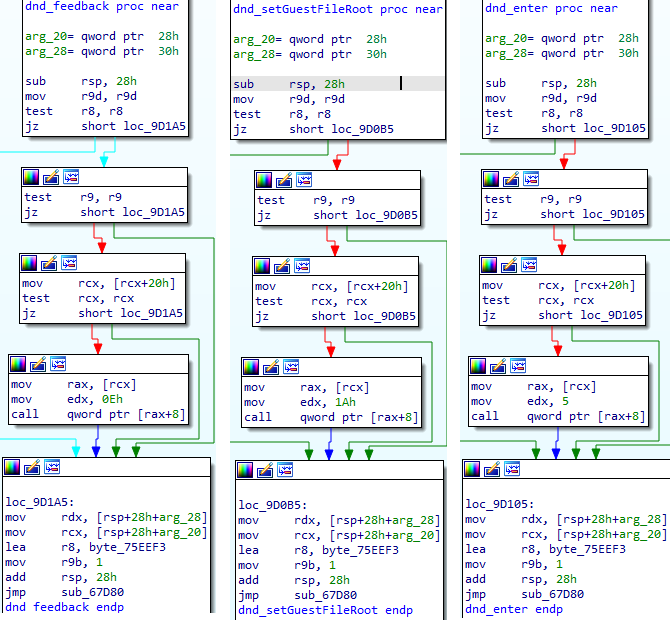 dnd_feedback proc near
arg_20= qword ptr 28h
arg_28= qword ptr 30h
sub rsp, 28h
mov r9d, r9d
test r8, r8
jz short loc_9D1A5
test r9, r9
jz short loc_9D1A5
mov rcx, [rcx+20h]
test rcx, rcx
jz short loc_9D1A5
mov rax, [rcx]
mov edx, 0Eh
call qword ptr [rax+8]
loc_9D1A5:
mov rdx, [rsp+28h+arg_28]
mov rcx, [rsp+28h+arg_20]
lea r8, byte_75EEF3
mov r9b, 1
add rsp, 28h
jmp sub_67D80
dnd feedback endp
dnd_setGuestFileRoot proc near
arg_20= qword ptr 28h
arg_28= qword ptr 30h
sub rsp, 28h
mov r9d, r9d
test r8, r8
jz short loc_9D0B5
test r9, r9
jz short loc_9D0B5
mov rcx, [rcx+20h]
test rcx, rcx
jz short loc_9D0B5
mov rax, [rcx]
mov edx, 1Ah
call qword ptr [rax+8]
loc_9D0B5:
mov rdx, [rsp+28h+arg_28]
mov rcx, [rsp+28h+arg_20]
lea r8, byte_75EEF3
mov r9b, 1
add rsp, 28h
jmp sub_67D80
dnd_setGuestFileRoot endp
dnd_enter proc near
arg_20= qword ptr 28h
arg_28= qword ptr 30h
sub rsp, 28h
mov r9d, r9d
test r8, r8
jz short loc_9D105
test r9, r9
jz short loc_9D105
mov rcx, [rcx+20h]
test rcx, rcx
jz short loc_9D105
mov rax, [rcx]
mov edx, 5
call qword ptr [rax+8]
loc_9D105:
mov rdx, [rsp+28h+arg_28]
mov rcx, [rsp+28h+arg_20]
lea r8, byte_75EEF3
mov r9b, 1
add rsp, 28h
jmp sub_67D80
dnd_enter endp